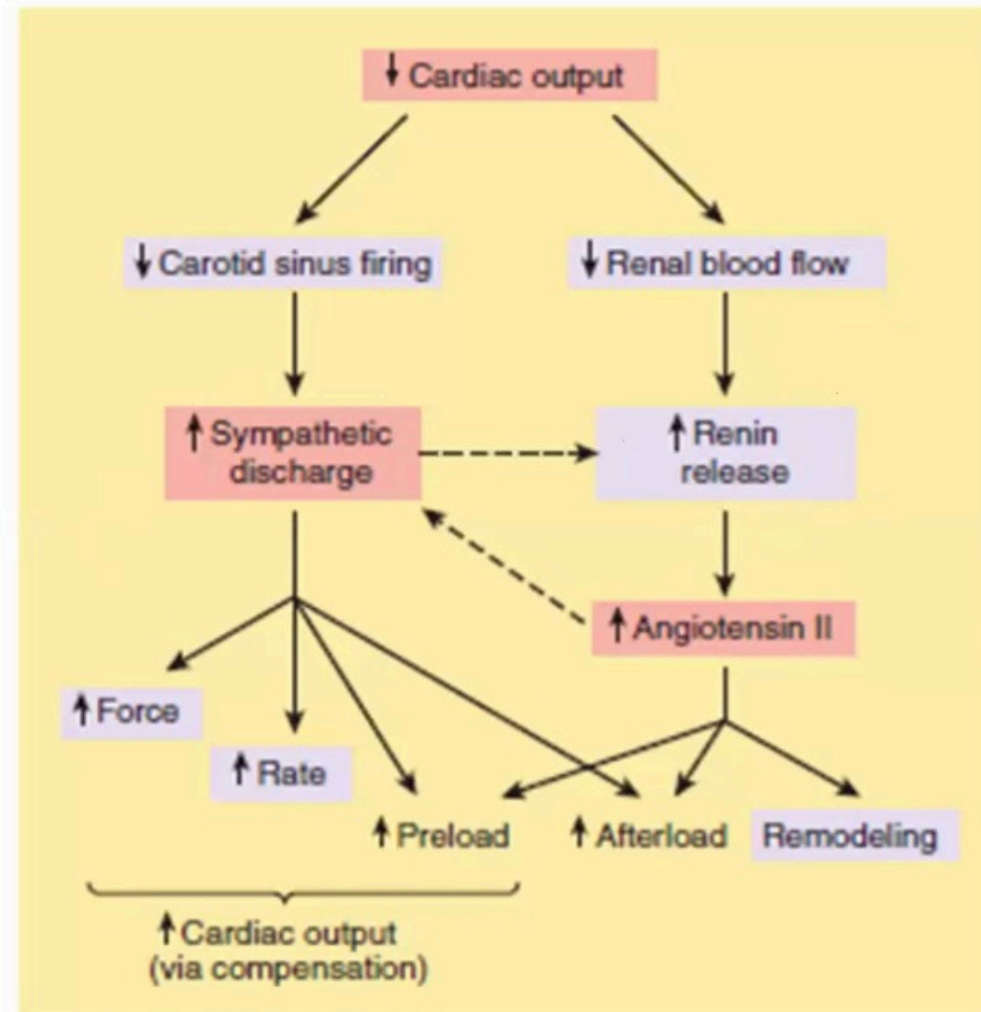 ↓ Cardiac output
↓ Carotid sinus firing
↓ Renal blood flow
↑ Sympathetic
discharge
↑ Renin
release
↑ Angiotensin II
↑ Force
↑ Rate
↑ Preload
↑ Afterload
Remodeling
↑ Cardiac output
(via compensation)